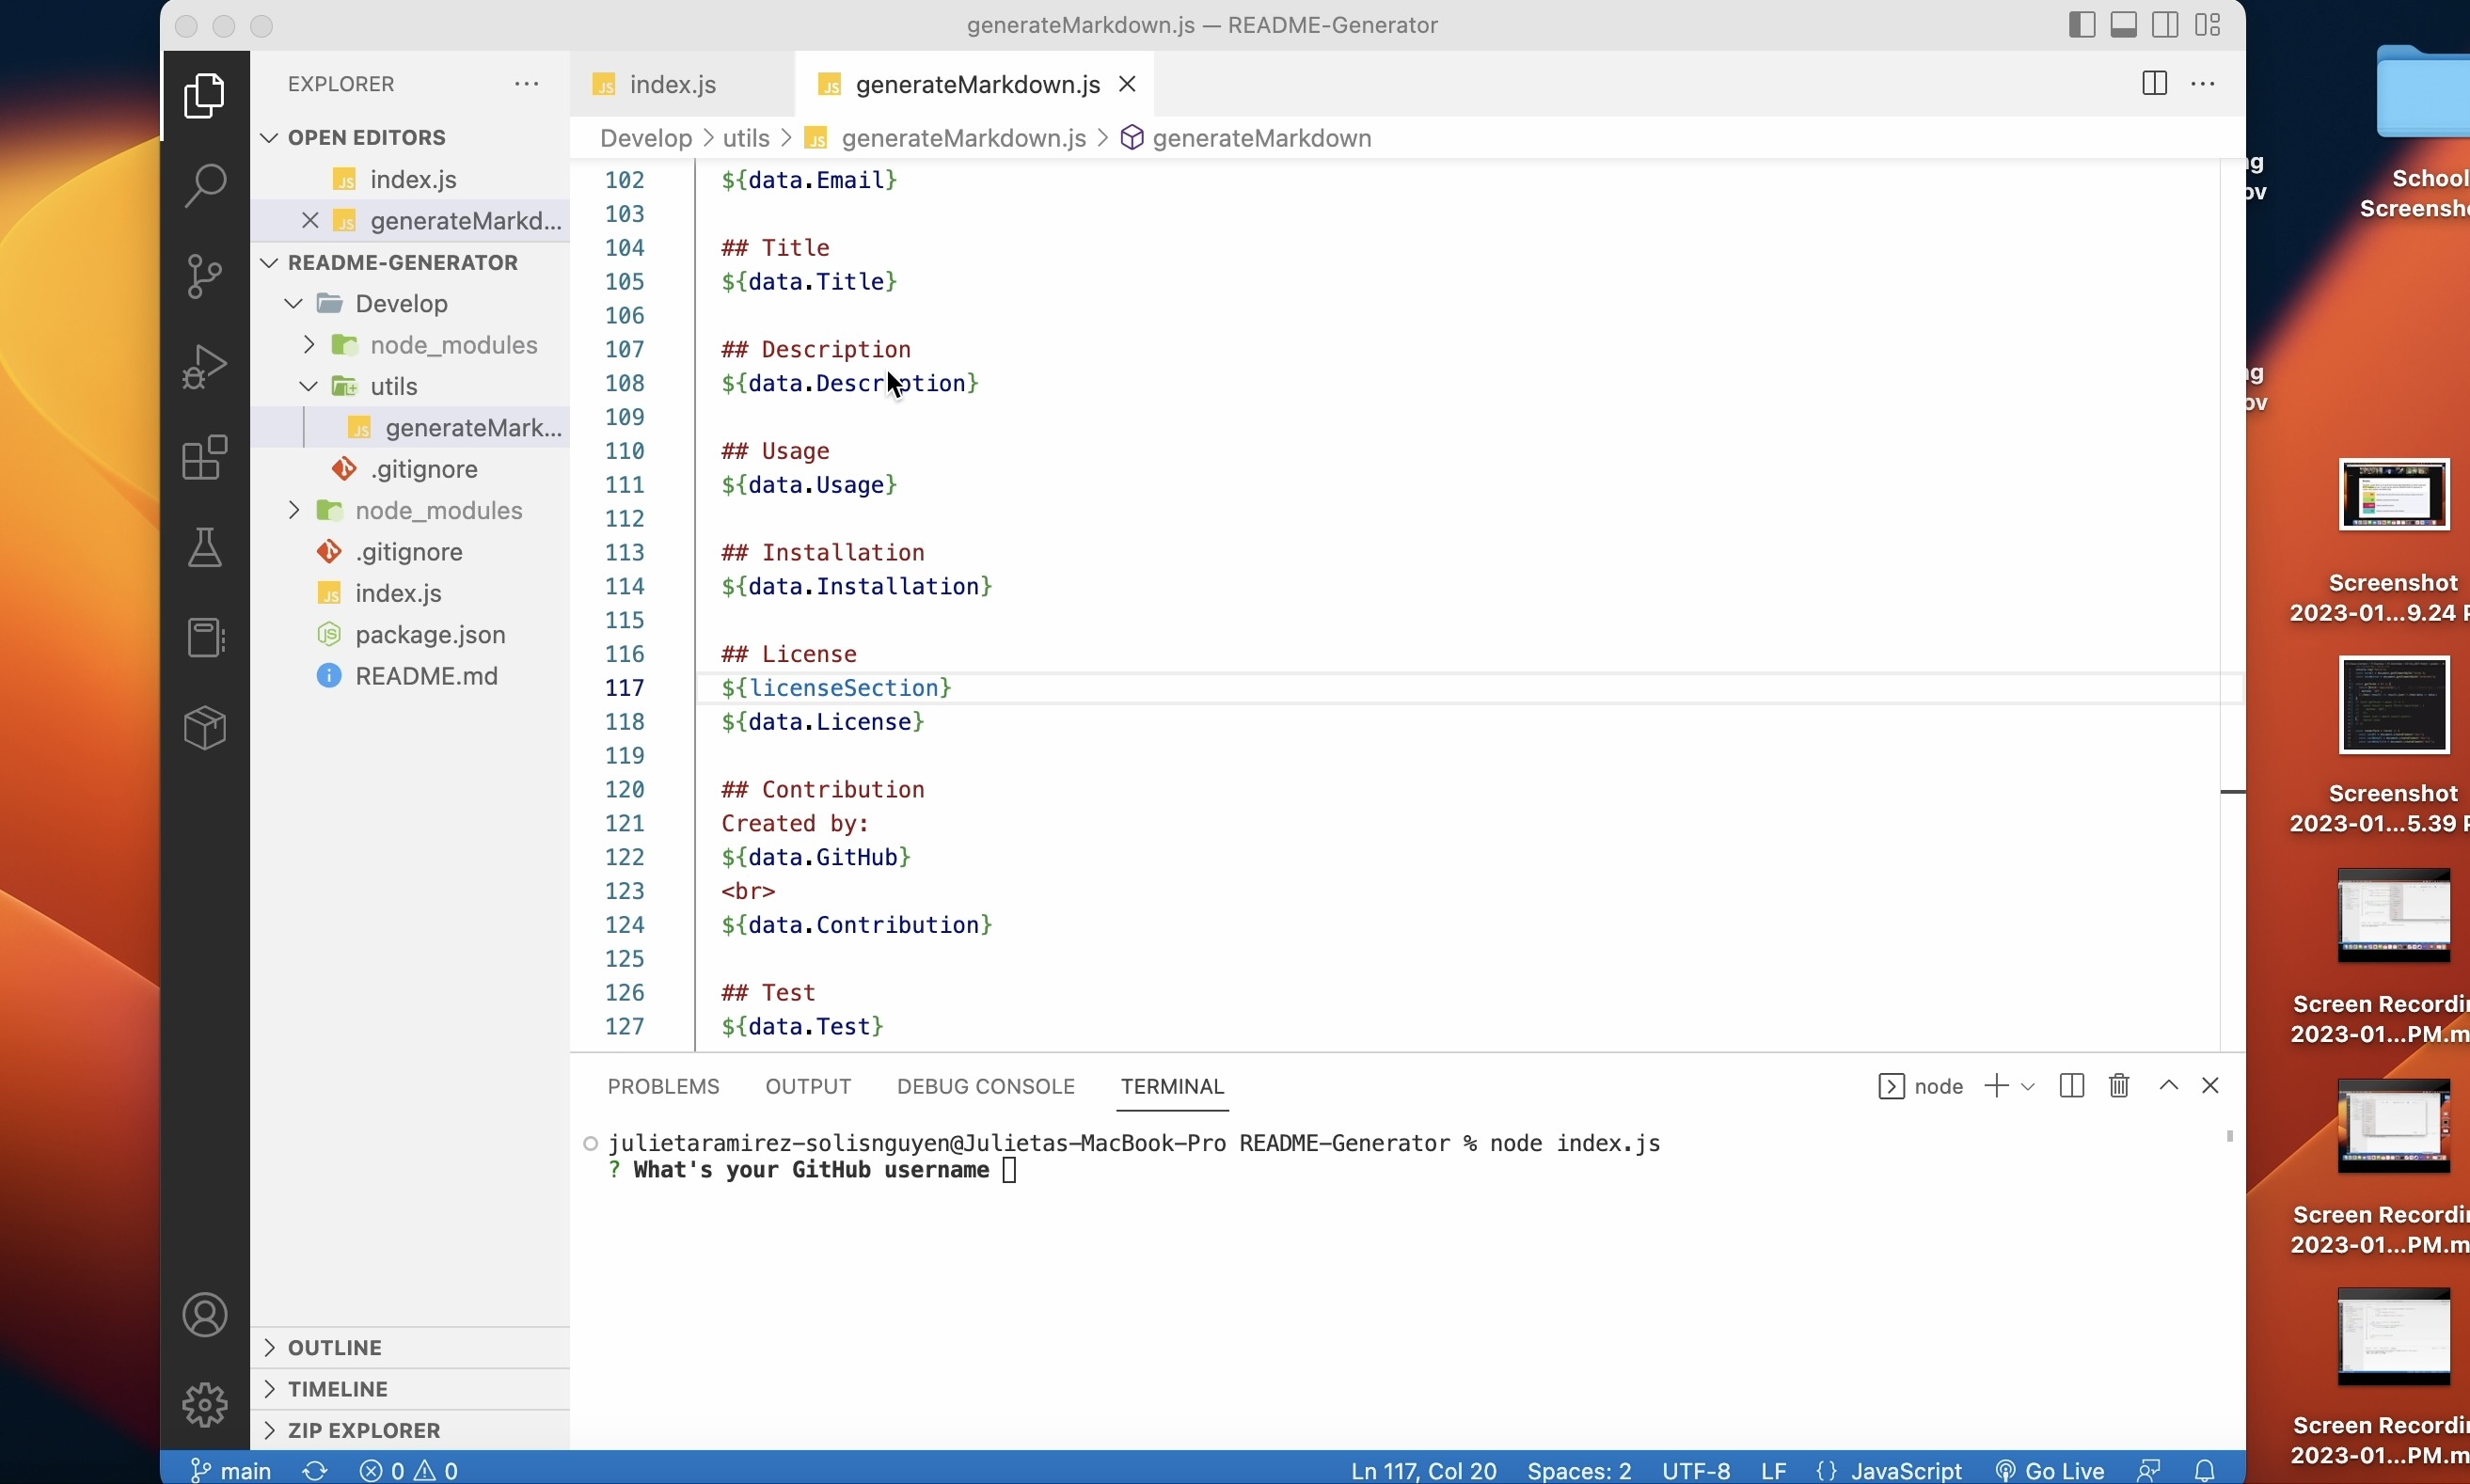 generateMarkdown.js — README-Generator
EXPLORER
OPEN EDITORS
index.js
generateMarkd...
README-GENERATOR
Develop
node_modules
utils
generateMark...
.gitignore
node_modules
.gitignore
index.js
package.json
README.md
OUTLINE
TIMELINE
ZIP EXPLORER
index.js
generateMarkdown.js
Develop > utils > generateMarkdown.js > generateMarkdown
102 ${data.Email}
103
104 ## Title
105 ${data.Title}
106
107 ## Description
108 ${data.Description}
109
110 ## Usage
111 ${data.Usage}
112
113 ## Installation
114 ${data.Installation}
115
116 ## License
117 ${licenseSection}
118 ${data.License}
119
120 ## Contribution
121 Created by:
122 ${data.GitHub}
123 <br>
124 ${data.Contribution}
125
126 ## Test
127 ${data.Test}
PROBLEMS OUTPUT DEBUG CONSOLE TERMINAL
node
julietaramirez-solisnguyen@Julietas-MacBook-Pro README-Generator % node index.js
? What's your GitHub username
main 0 0
Ln 117, Col 20 Spaces: 2 UTF-8 LF {} JavaScript Go Live
School
Screensh
Screenshot
2023-01...9.24 P
Screenshot
2023-01...5.39 P
Screen Recordi
2023-01...PM.m
Screen Recordi
2023-01...PM.m
Screen Recordi
2023-01...PM.m